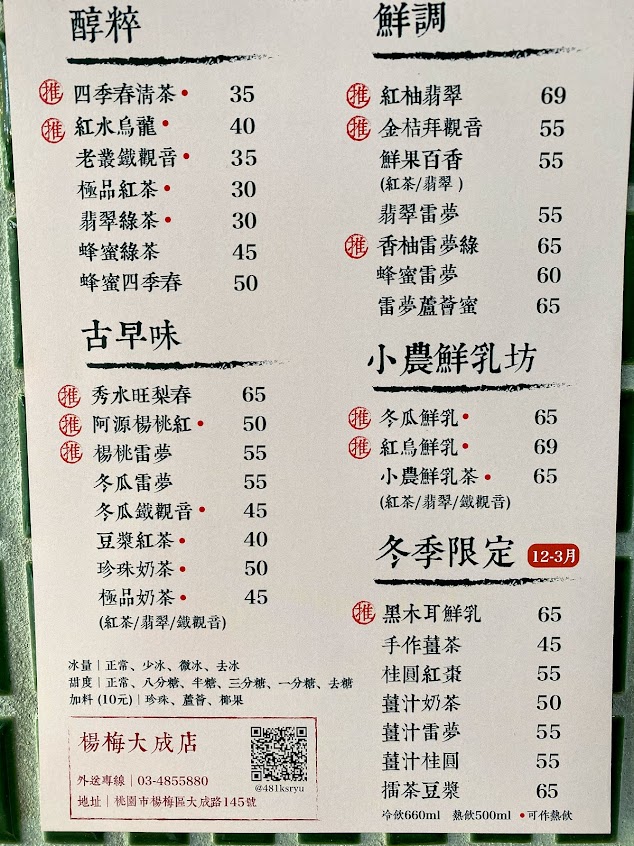 醇粹
推 四季春淸茶• 35
推 紅水烏龍• 40
老叢鐵觀音• 35
極品紅茶• 30
翡翠綠茶• 30
蜂蜜綠茶 45
蜂蜜四季春 50
古早味
推 秀水旺梨春 65
推 阿源楊桃紅• 50
推 楊桃雷夢 55
冬瓜雷夢 55
冬瓜鐵觀音• 45
豆漿紅茶• 40
珍珠奶茶• 50
極品奶茶• 45
(紅茶/翡翠/鐵觀音)
冰量|正常、少冰、微冰、去冰
甜度|正常、八分糖、半糖、三分糖、一分糖、去糖
加料 (10元)|珍珠、蘆薈、椰果
楊梅大成店
@481ksryu
外送專線|03-4855880
地址|桃園市楊梅區大成路145號
鮮調
推 紅柚翡翠 69
推 金桔拜觀音 55
鮮果百香 55
(紅茶/翡翠 )
翡翠雷夢 55
推 香柚雷夢綠 65
蜂蜜雷夢 60
雷夢蘆薈蜜 65
小農鮮乳坊
推 冬瓜鮮乳• 65
推 紅烏鮮乳• 69
小農鮮乳茶• 65
(紅茶/翡翠/鐵觀音)
冬季限定 12-3月
推 黑木耳鮮乳 65
手作薑茶 45
桂圓紅棗 55
薑汁奶茶 50
薑汁雷夢 55
薑汁桂圓 55
擂茶豆漿 65
冷飲660ml 熱飲500ml •可作熱飲